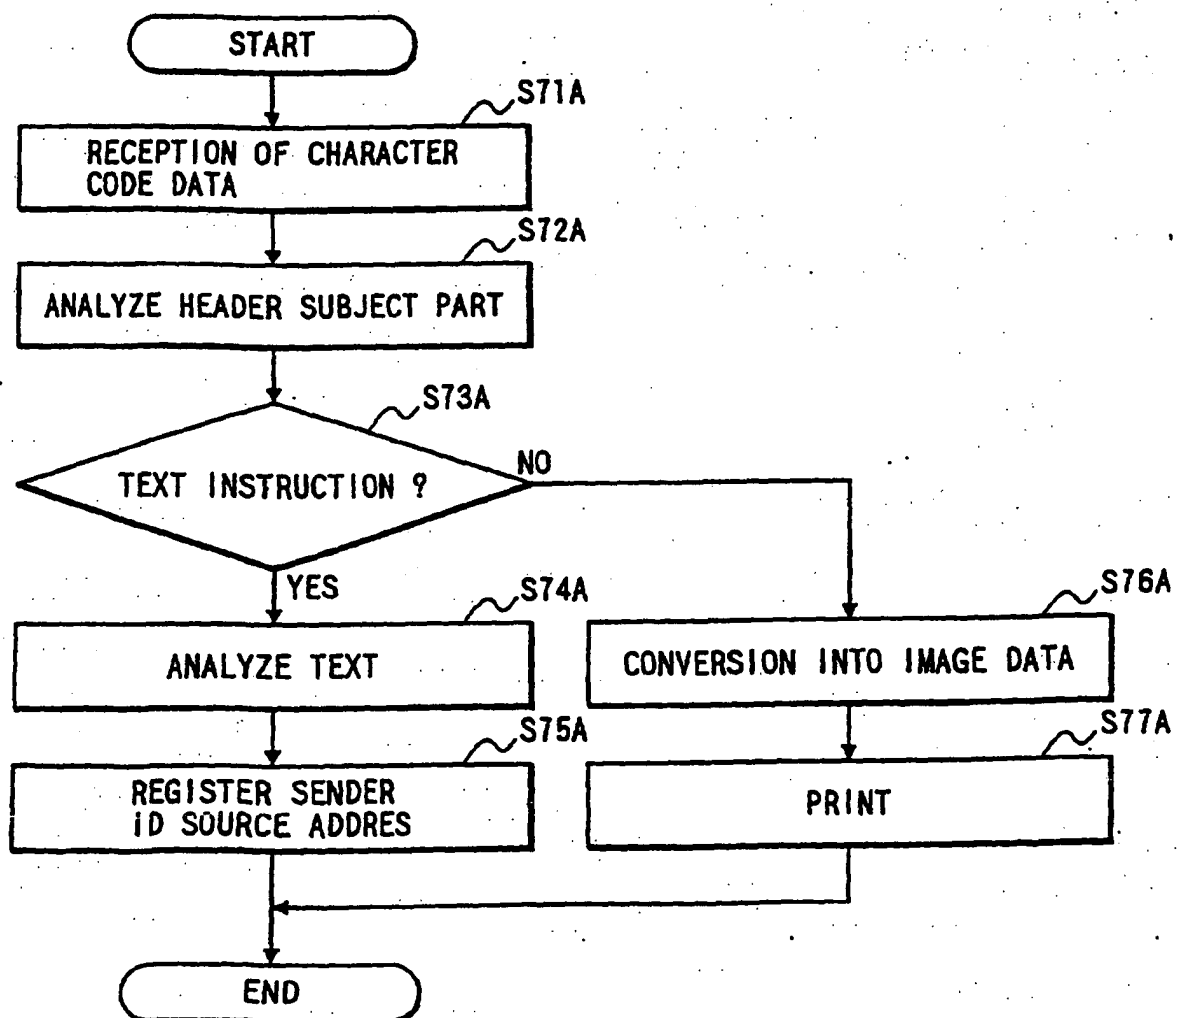 START
S71A
RECEPTION OF CHARACTER
CODE DATA
S72A
ANALYZE HEADER SUBJECT PART
S73A
TEXT INSTRUCTION ?
NO
YES
S74A
ANALYZE TEXT
S76A
CONVERSION INTO IMAGE DATA
S75A
REGISTER SENDER
iD SOURCE ADDRES
S77A
PRINT
END